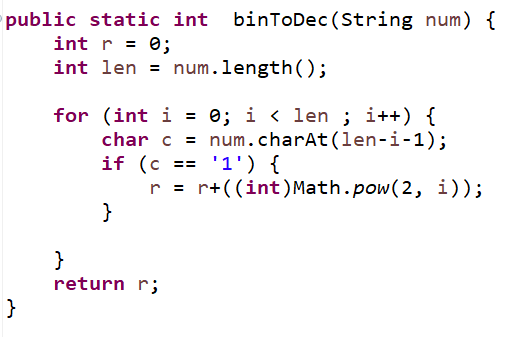 public static int  binToDec(String num) {
    int r = 0;
    int len = num.length();

    for (int i = 0; i < len ; i++) {
        char c = num.charAt(len-i-1);
        if (c == '1') {
            r = r+((int)Math.pow(2, i));
        }

    }
    return r;
}